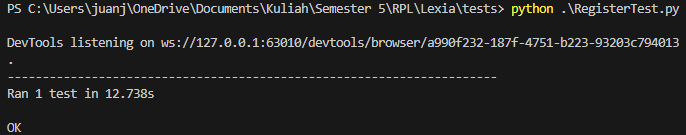 PS C:\Users\juanj\OneDrive\Documents\Kuliah\Semester 5\RPL\Lexia\tests> python .\RegisterTest.py
DevTools listening on ws://127.0.0.1:63010/devtools/browser/a990f232-187f-4751-b223-93203c794013
.
----------------------------------------------------------------------
Ran 1 test in 12.738s
OK